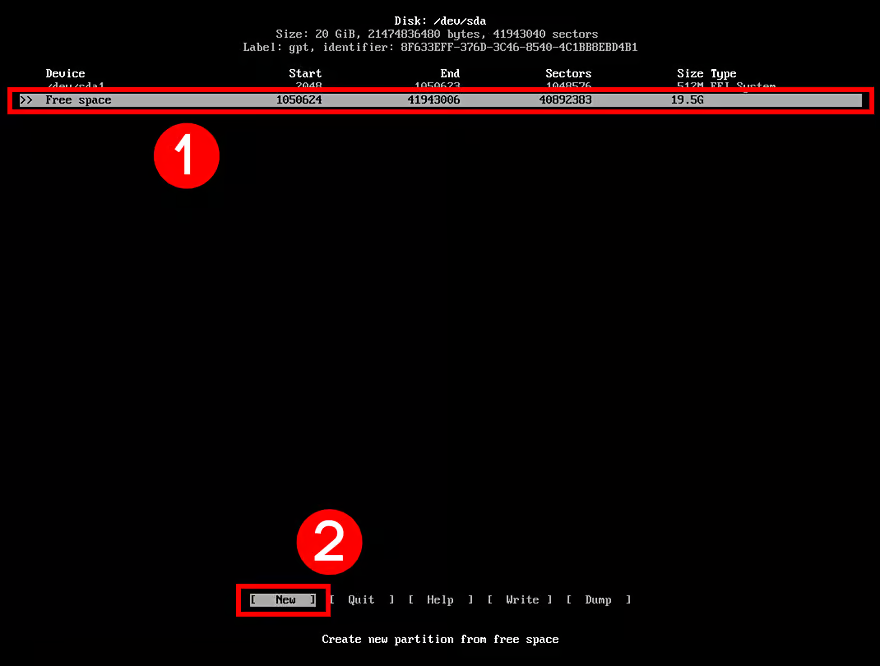 Disk: /dev/sda
Size: 20 GiB, 21474836480 bytes, 41943040 sectors
Label: gpt, identifier: 8F633EFF-376D-3C46-8540-4C1BB8EBD4B1
Device Start End Sectors Size Type
/dev/sda1 2048 1050623 1048576 512M EFI System
>> Free space 1050624 41943006 40892383 19.5G
1
2
[ New ] [ Quit ] [ Help ] [ Write ] [ Dump ]
Create new partition from free space